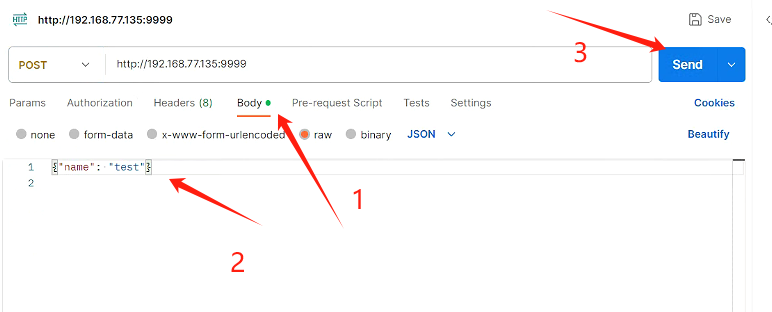 HTTP http://192.168.77.135:9999 Save
3
POST http://192.168.77.135:9999 Send
Params Authorization Headers (8) Body Pre-request Script Tests Settings Cookies
none form-data x-www-form-urlencoded raw binary JSON Beautify
1 {"name": "test"}
2
1
2